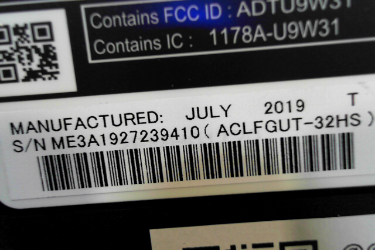 Contains FCC ID : ADTU9W31
Contains IC : 1178A-U9W31
MANUFACTURED: JULY 2019 T
S/N ME3A1927239410( ACLFGUT-32HS )